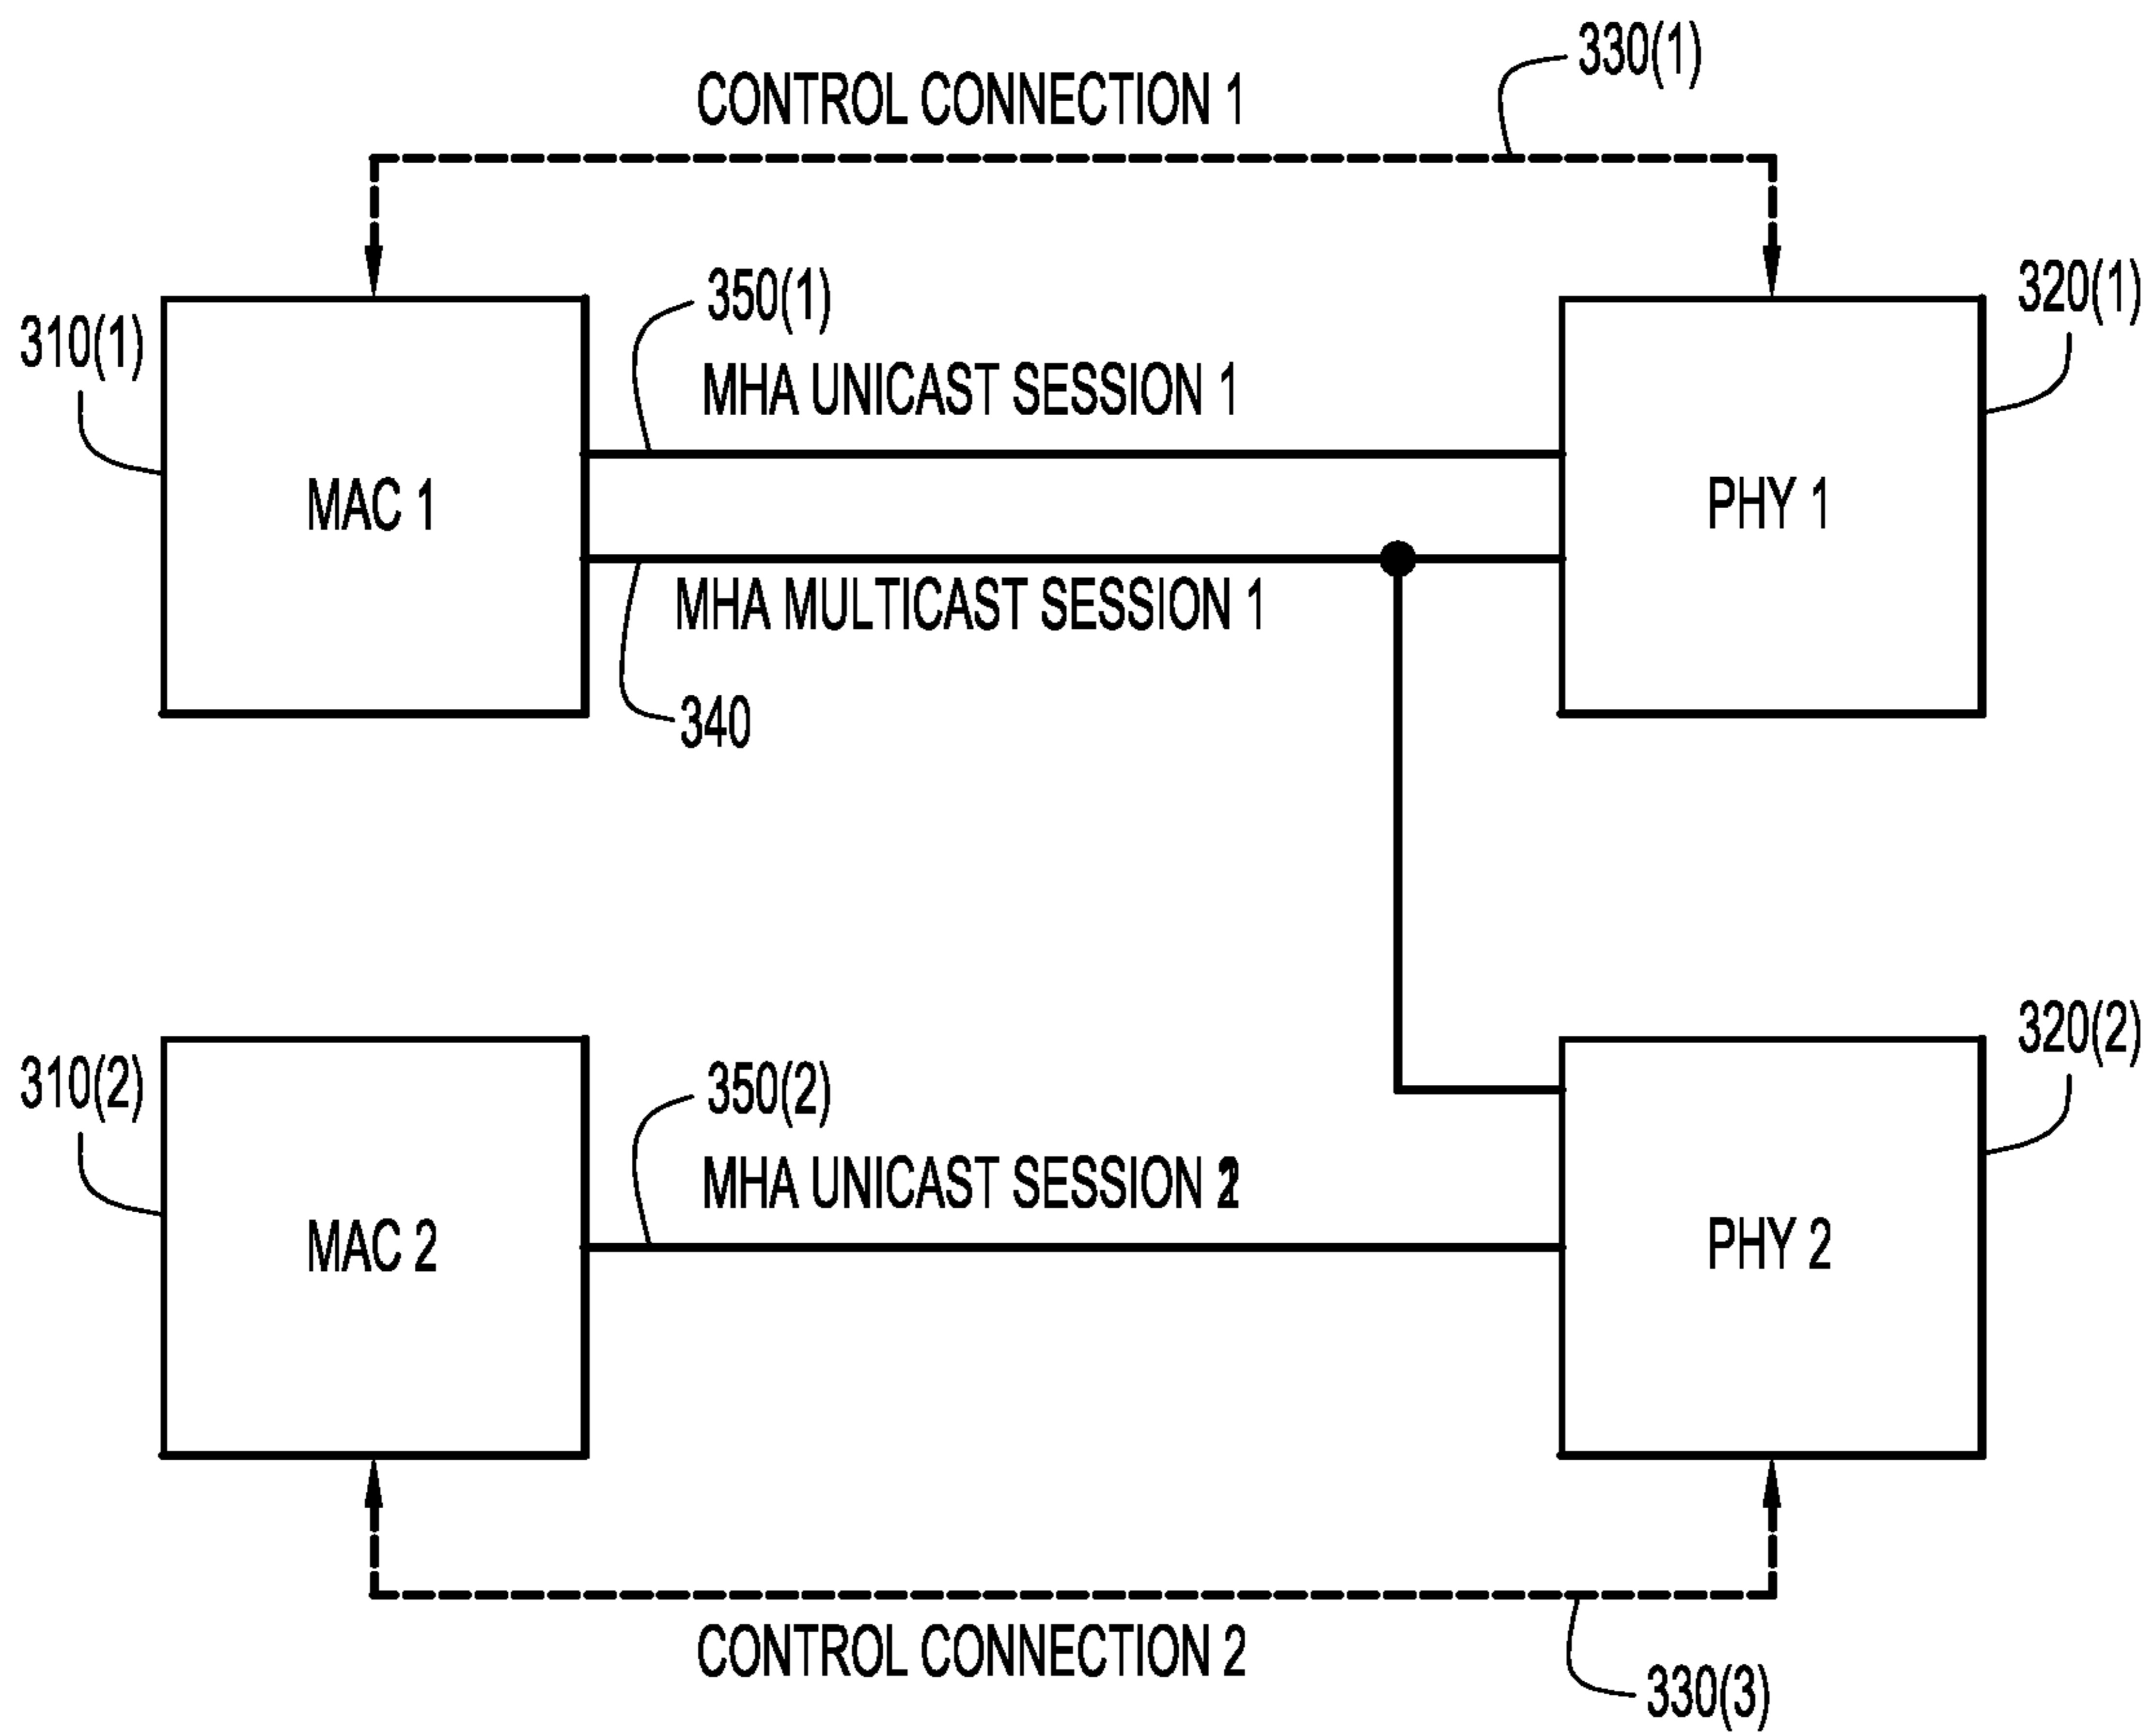 330(1)
CONTROL CONNECTION 1
350(1)
320(1)
310(1)
MHA UNICAST SESSION 1
MAC 1
PHY 1
MHA MULTICAST SESSION 1
340
320(2)
310(2)
350(2)
MHA UNICAST SESSION
MAC 2
PHY 2
CONTROL CONNECTION 2
330(3)